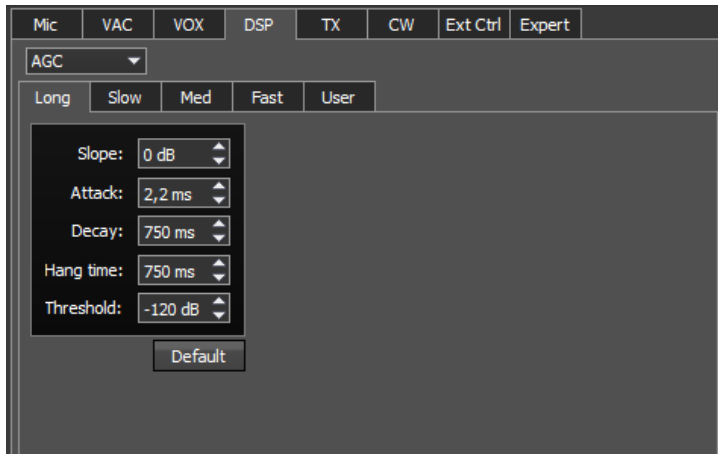 Mic VAC VOX DSP TX CW Ext Ctrl Expert
AGC
Long Slow Med Fast User
Slope: 0 dB
Attack: 2,2 ms
Decay: 750 ms
Hang time: 750 ms
Threshold: -120 dB
Default